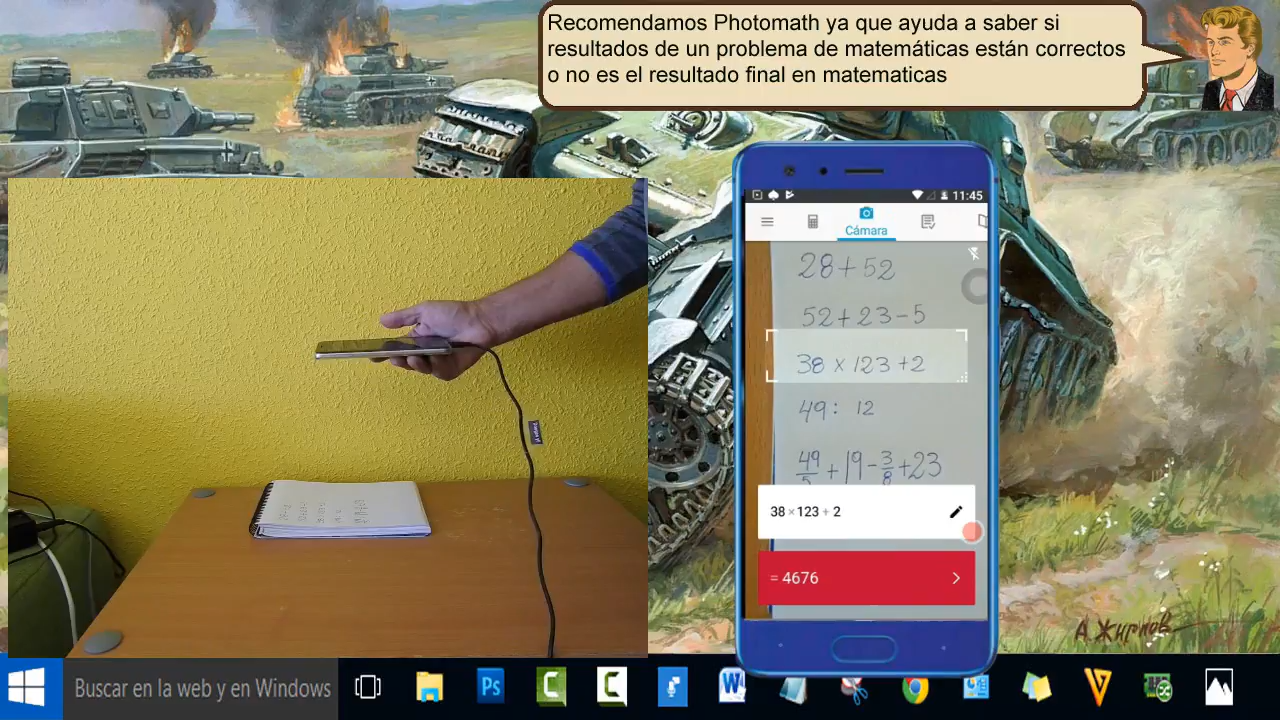 Recomendamos Photomath ya que ayuda a saber si
resultados de un problema de matemáticas están correctos
o no es el resultado final en matematicas
11:45
Cámara
28+52
52+23-5
38 x 123 +2
49: 12
49/5 + 19 - 3/8 + 23
38 × 123 + 2
= 4676
А.Жирнов
Buscar en la web y en Windows
Ps